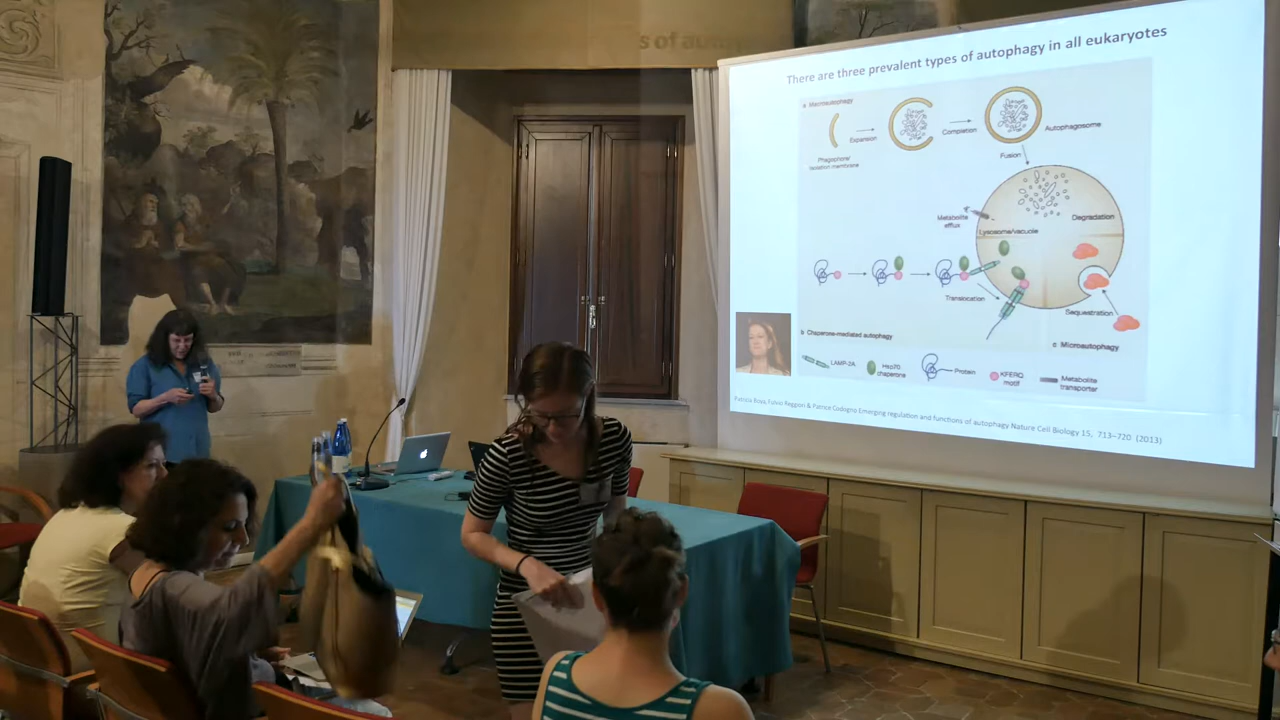 There are three prevalent types of autophagy in all eukaryotes
a Macroautophagy
Expansion
Completion
Autophagosome
Phagophore/
isolation membrane
Fusion
Metabolite
efflux
Degradation
Lysosome/vacuole
Translocation
Sequestration
b Chaperone-mediated autophagy
c Microautophagy
LAMP-2A
Hsp70
chaperone
Protein
KFERQ
motif
Metabolite
transporter
Patricia Boya, Fulvio Reggiori & Patrice Codogno Emerging regulation and functions of autophagy Nature Cell Biology 15, 713–720 (2013)